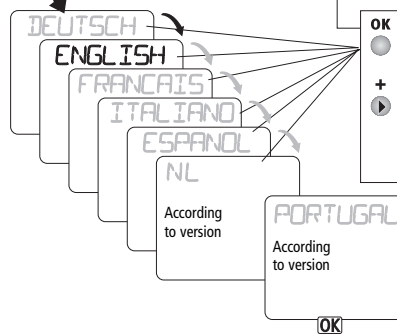 DEUTSCH
OK
ENGLISH
FRANCAIS
+
ITALIANO
ESPANOL
NL
According
to version
PORTUGAL
According
to version
OK